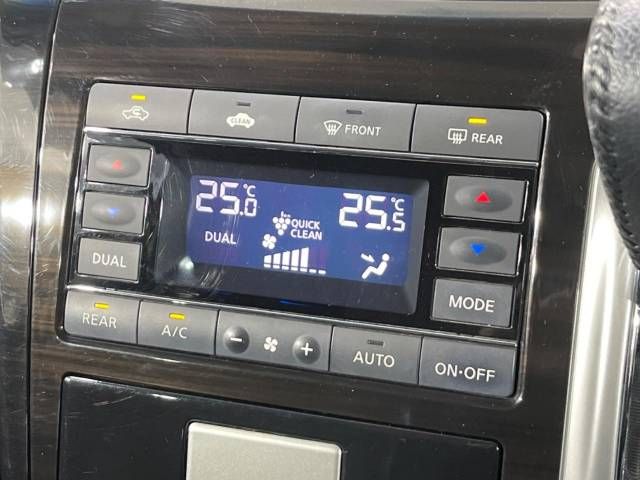 CLEAN
FRONT
REAR
25.0 °C
QUICK
CLEAN
25.5 °C
DUAL
DUAL
MODE
REAR
A/C
- +
AUTO
ON·OFF